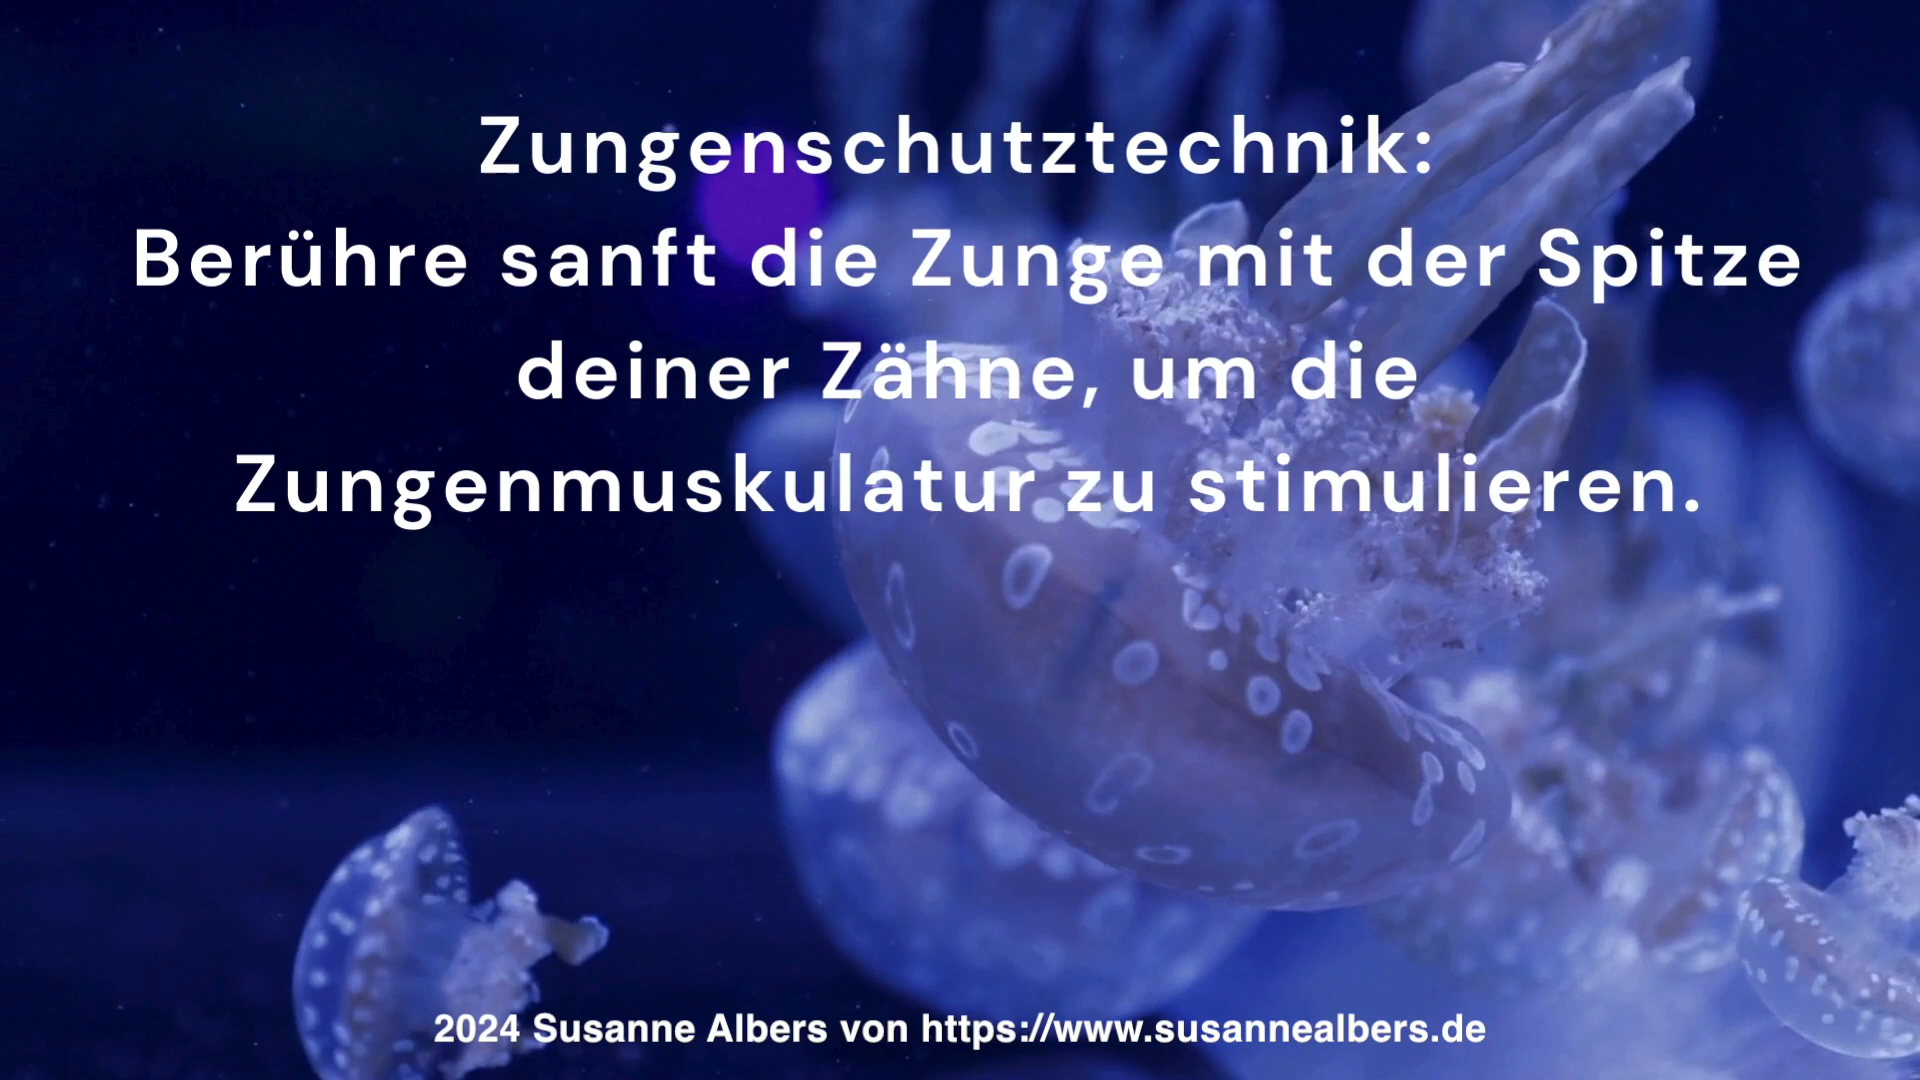 Zungenschutztechnik:
Berühre sanft die Zunge mit der Spitze
deiner Zähne, um die
Zungenmuskulatur zu stimulieren.
2024 Susanne Albers von https://www.susannealbers.de